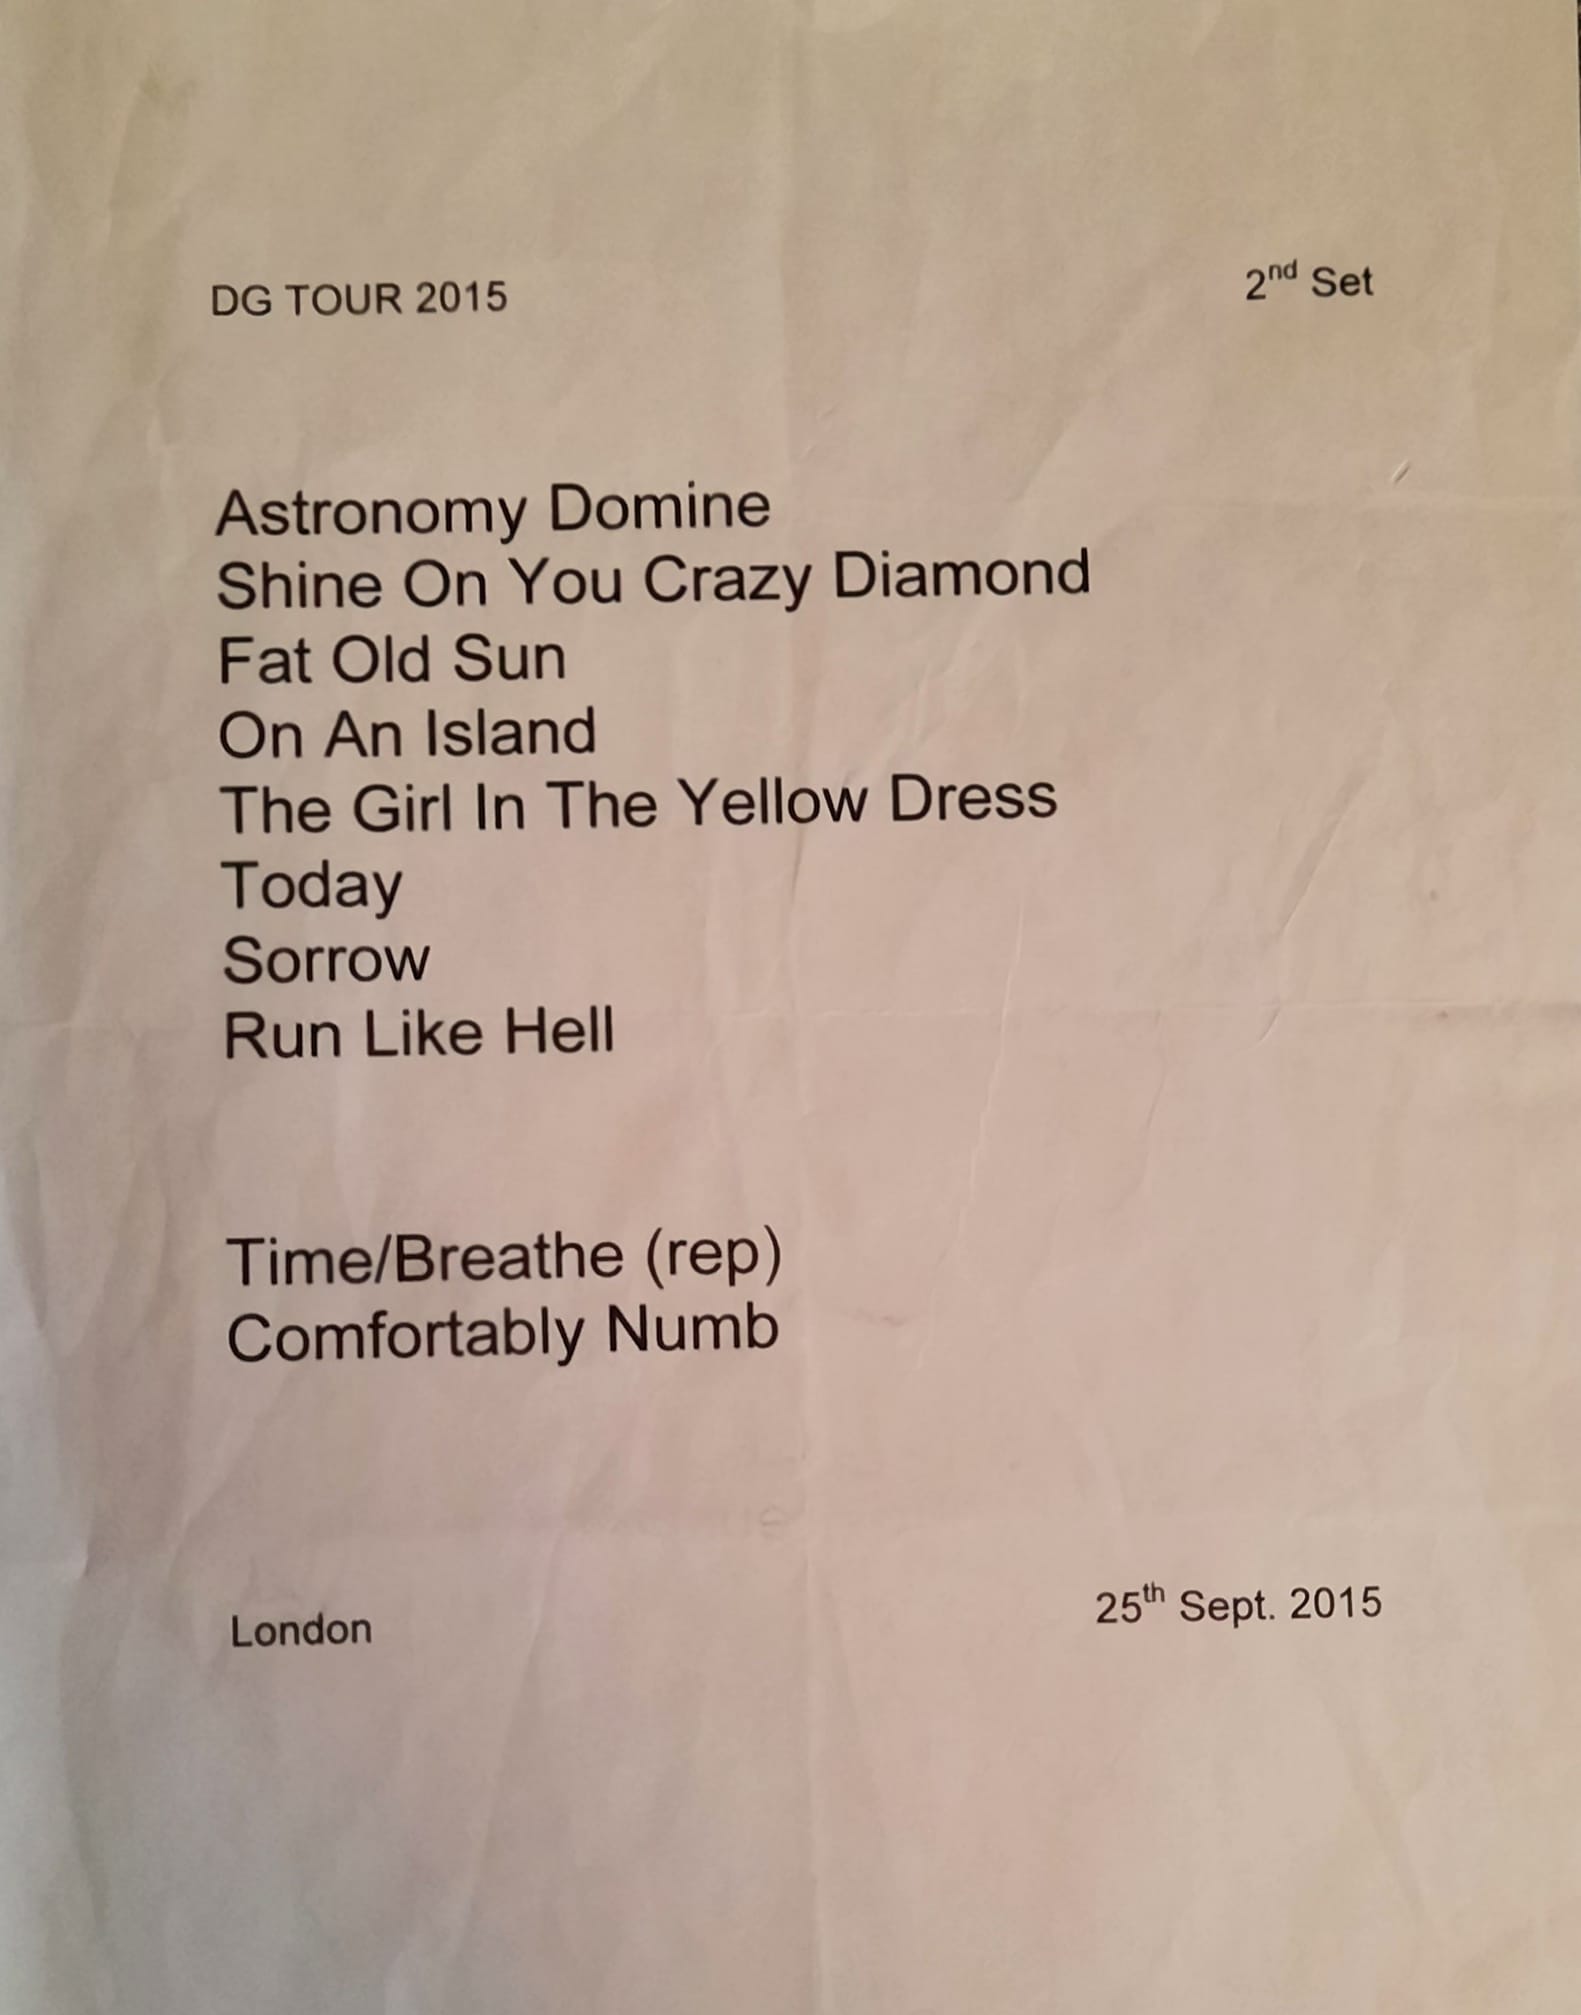 DG TOUR 2015 2nd Set
Astronomy Domine
Shine On You Crazy Diamond
Fat Old Sun
On An Island
The Girl In The Yellow Dress
Today
Sorrow
Run Like Hell
Time/Breathe (rep)
Comfortably Numb
London 25th Sept. 2015